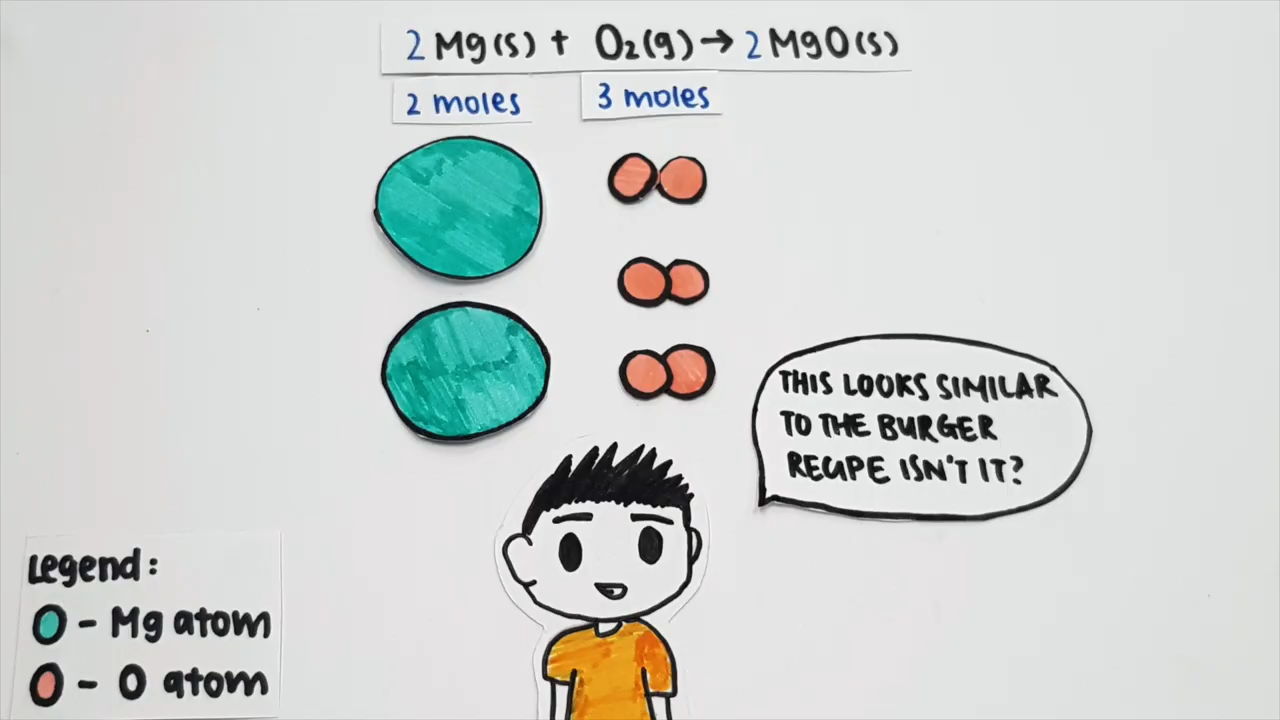 2 Mg(s) + O₂(g) → 2 MgO(s)
2 moles
3 moles
THIS LOOKS SIMILAR
TO THE BURGER
RECIPE ISN'T IT?
Legend:
O - Mg atom
O - O atom